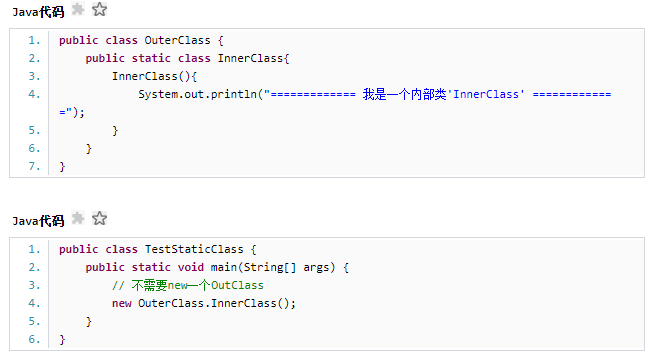 Java代码
1. public class OuterClass {
2. public static class InnerClass{
3. InnerClass(){
4. System.out.println("============= 我是一个内部类'InnerClass' ============
=");
5. }
6. }
7. }
Java代码
1. public class TestStaticClass {
2. public static void main(String[] args) {
3. // 不需要new一个OutClass
4. new OuterClass.InnerClass();
5. }
6. }